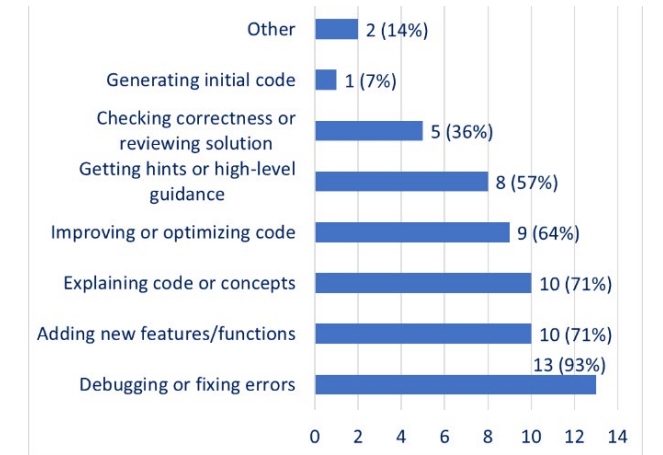 Other
2 (14%)
Generating initial code
1 (7%)
Checking correctness or
reviewing solution
5 (36%)
Getting hints or high-level
guidance
8 (57%)
Improving or optimizing code
9 (64%)
Explaining code or concepts
10 (71%)
Adding new features/functions
10 (71%)
Debugging or fixing errors
13 (93%)
0 2 4 6 8 10 12 14